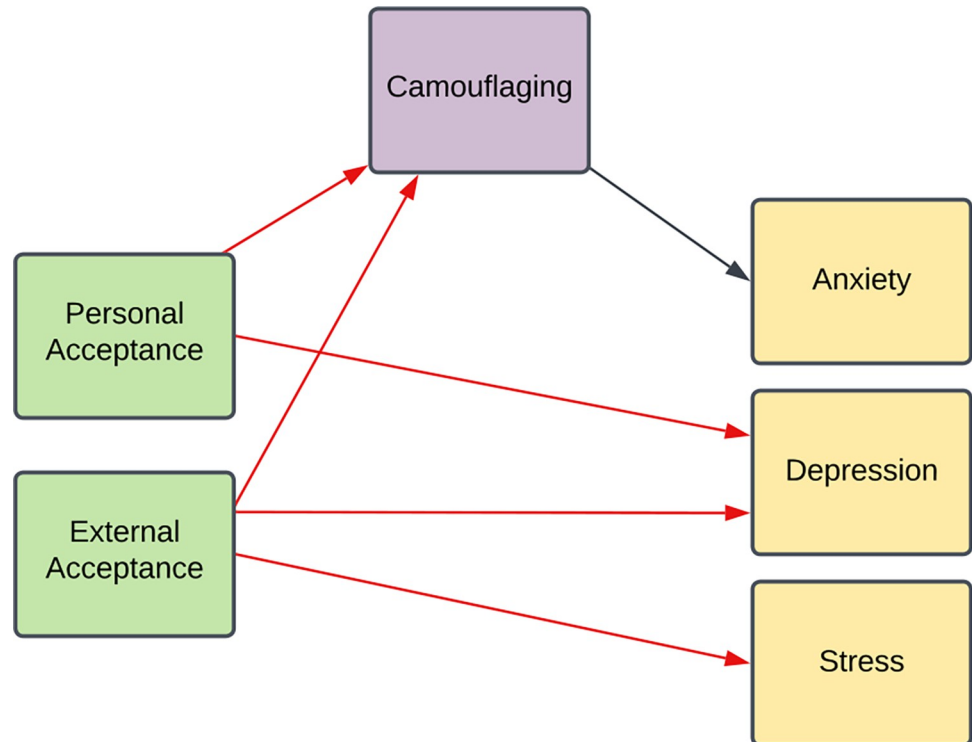 Camouflaging
Personal
Acceptance
External
Acceptance
Anxiety
Depression
Stress